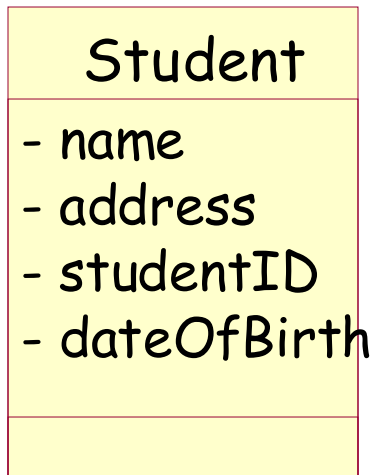 Student
- name
- address
- studentID
- dateOfBirth